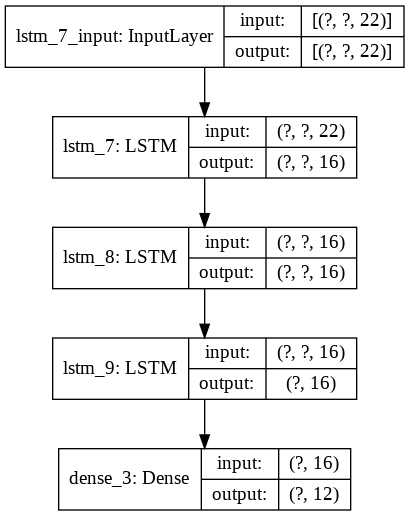 lstm_7_input: InputLayer
input: [(?, ?, 22)]
output: [(?, ?, 22)]
lstm_7: LSTM
input: (?, ?, 22)
output: (?, ?, 16)
lstm_8: LSTM
input: (?, ?, 16)
output: (?, ?, 16)
lstm_9: LSTM
input: (?, ?, 16)
output: (?, 16)
dense_3: Dense
input: (?, 16)
output: (?, 12)